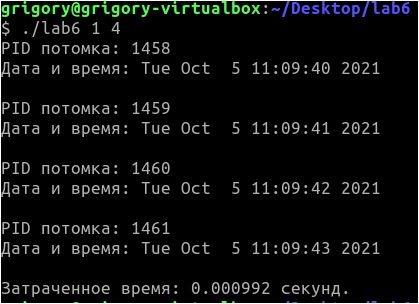 grigory@grigory-virtualbox:~/Desktop/lab6
$ ./lab6 1 4
PID потомка: 1458
Дата и время: Tue Oct  5 11:09:40 2021
PID потомка: 1459
Дата и время: Tue Oct  5 11:09:41 2021
PID потомка: 1460
Дата и время: Tue Oct  5 11:09:42 2021
PID потомка: 1461
Дата и время: Tue Oct  5 11:09:43 2021
Затраченное время: 0.000992 секунд.